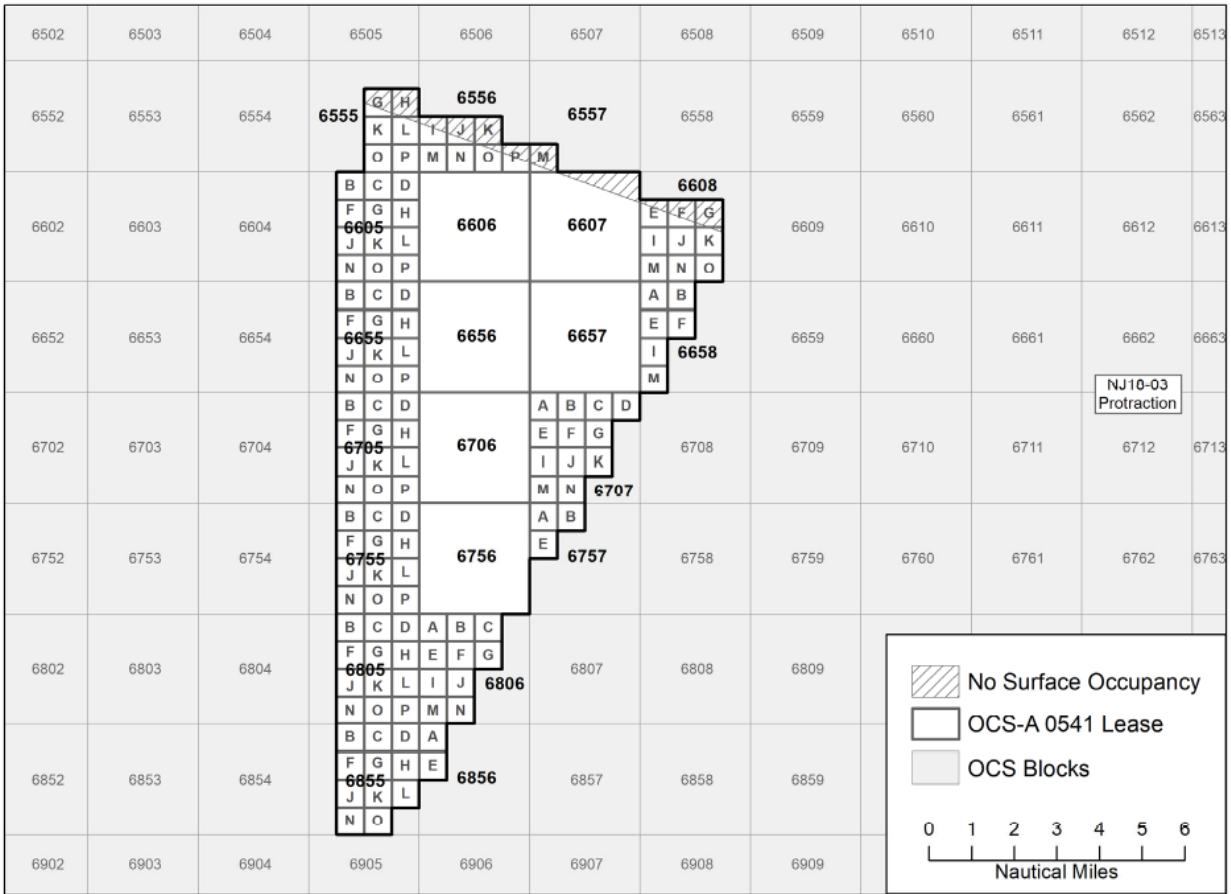 6502 6503 6504 6505 6506 6507 6508 6509 6510 6511 6512 6513
G H 6556
6552 6553 6554 6555 6557 6558 6559 6560 6561 6562 6563
K L I J K
O P M N O P M
B C D 6608
F G H E F G
6602 6603 6604 6605 6606 6607 6609 6610 6611 6612 6613
J K L I J K
N O P M N O
B C D A B
F G H E F
6652 6653 6654 6655 6656 6657 6659 6660 6661 6662 6663
J K L I 6658
N O P M
NJ18-03
Protraction
B C D A B C D
F G H E F G
6702 6703 6704 6705 6706 6708 6709 6710 6711 6712 6713
J K L I J K
N O P M N 6707
B C D A B
F G H E
6752 6753 6754 6755 6756 6757 6758 6759 6760 6761 6762 6763
J K L
N O P
B C D A B C
F G H E F G
6802 6803 6804 6805 6807 6808 6809
J K L I J 6806
N O P M N
B C D A
F G H E
6852 6853 6854 6855 6856 6857 6858 6859
J K L
N O
6902 6903 6904 6905 6906 6907 6908 6909
No Surface Occupancy
OCS-A 0541 Lease
OCS Blocks
0 1 2 3 4 5 6
Nautical Miles